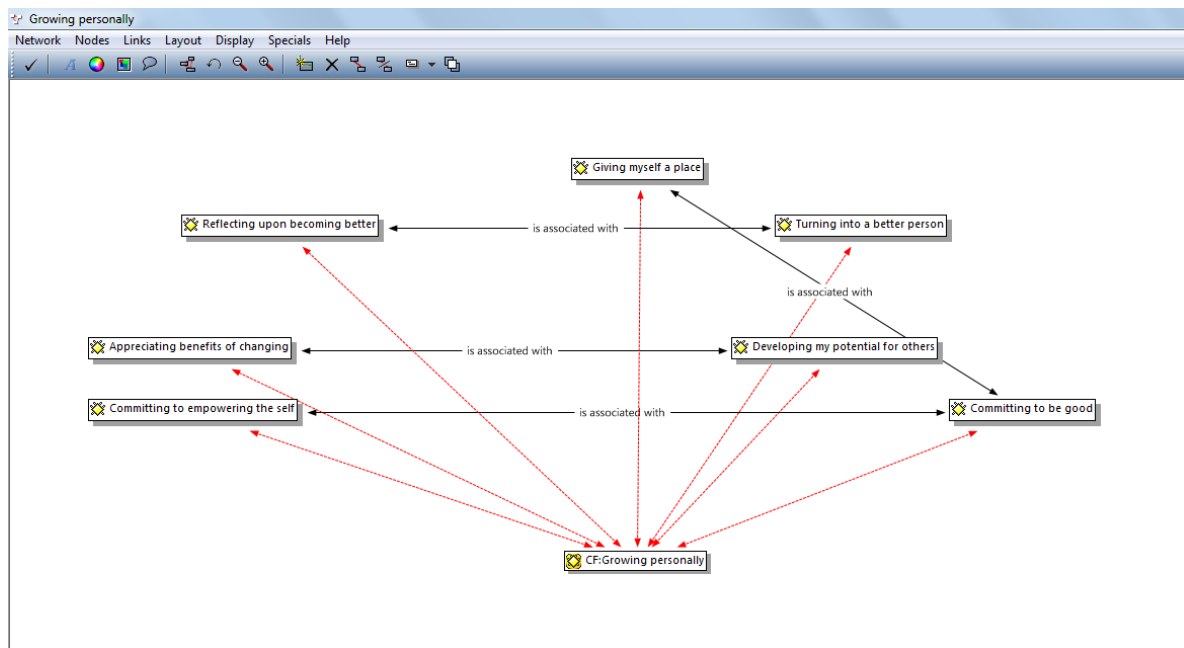 Growing personally
Network Nodes Links Layout Display Specials Help
Giving myself a place
Reflecting upon becoming better
is associated with
Turning into a better person
is associated with
Appreciating benefits of changing
is associated with
Developing my potential for others
Committing to empowering the self
is associated with
Committing to be good
CF:Growing personally